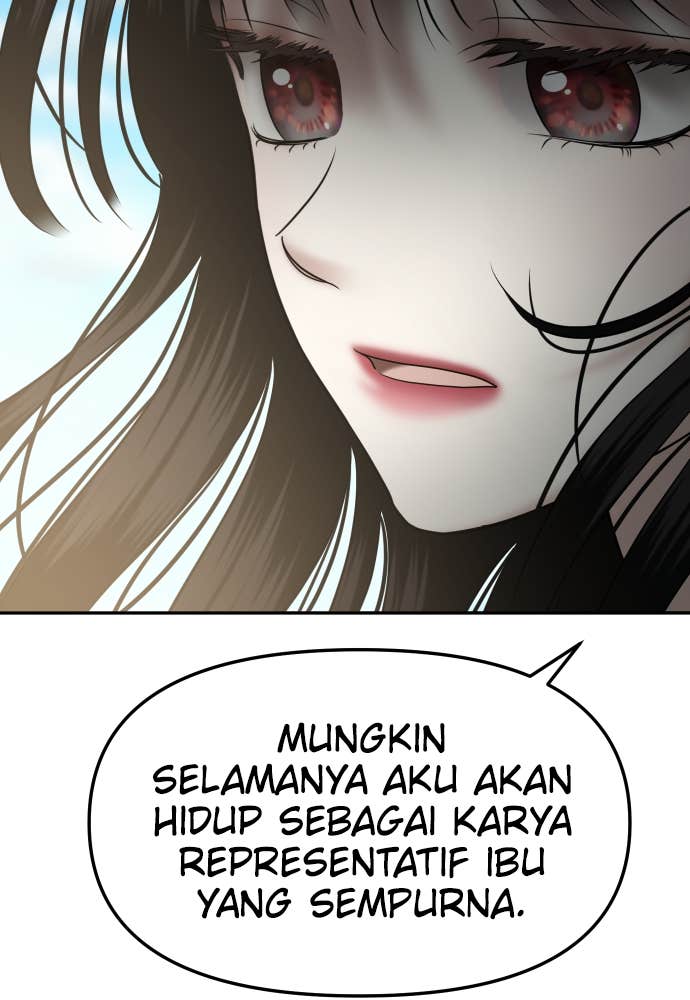 MUNGKIN
SELAMANYA AKU AKAN
HIDUP SEBAGAI KARYA
REPRESENTATIF IBU
YANG SEMPURNA.